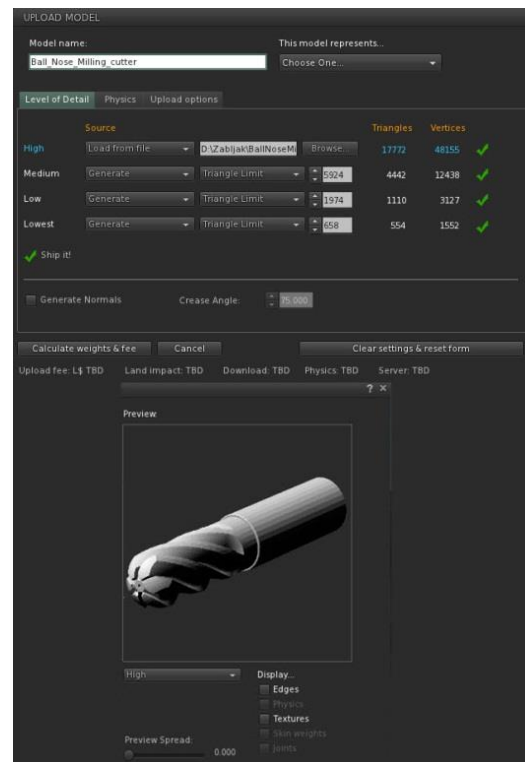 UPLOAD MODEL
Model name: This model represents...
Ball_Nose_Milling_cutter Choose One...
Level of Detail Physics Upload options
Source Triangles Vertices
High Load from file D:\Zabljak\BallNoseMi Browse... 17772 48155
Medium Generate Triangle Limit 5924 4442 12438
Low Generate Triangle Limit 1974 1110 3127
Lowest Generate Triangle Limit 658 554 1552
Ship it!
Generate Normals Crease Angle: 75.000
Calculate weights & fee Cancel Clear settings & reset form
Upload fee: L$ TBD Land impact: TBD Download: TBD Physics: TBD Server: TBD
? ×
Preview
High Display...
Edges
Physics
Textures
Skin weights
Preview Spread: 0.000 Joints